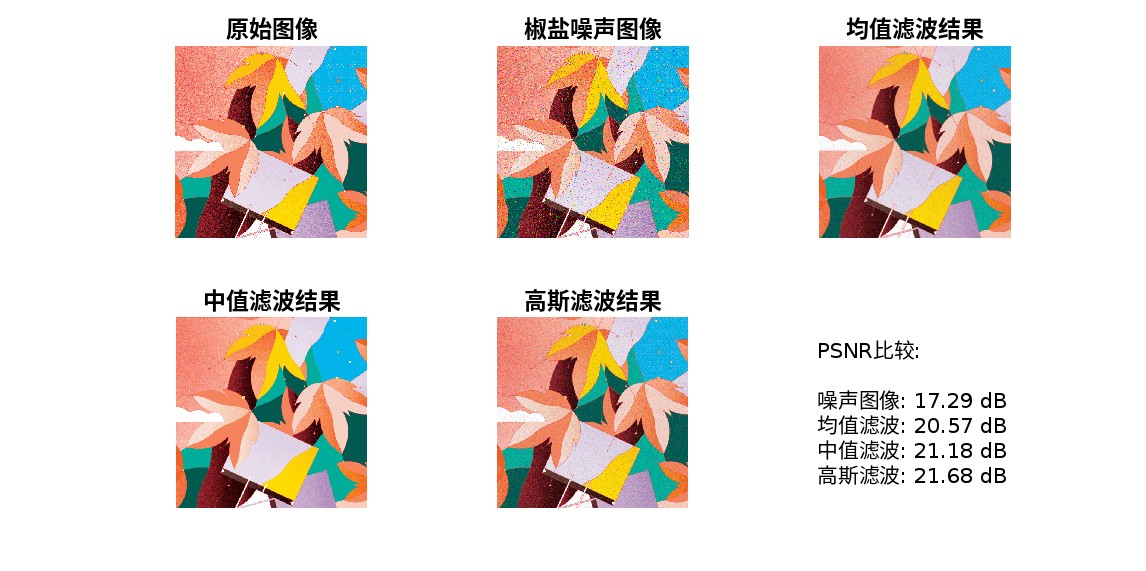 原始图像
椒盐噪声图像
均值滤波结果
中值滤波结果
高斯滤波结果
PSNR比较:
噪声图像: 17.29 dB
均值滤波: 20.57 dB
中值滤波: 21.18 dB
高斯滤波: 21.68 dB